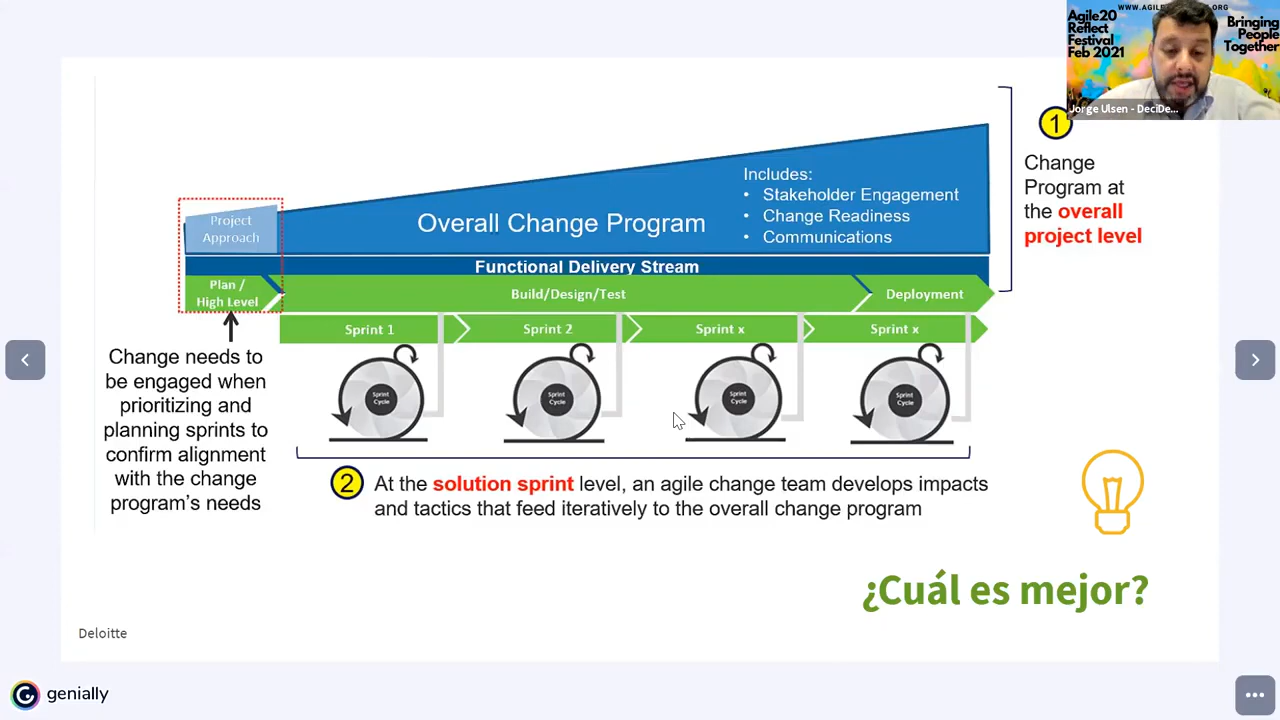 WWW.AGILE
.ORG
Agile20
Reflect
Festival
Feb 2021
Bringing
People
Together
Jorge Ulsen - DeciDe...
1
Change
Program at
the overall
project level
Includes:
• Stakeholder Engagement
• Change Readiness
• Communications
Overall Change Program
Project
Approach
Functional Delivery Stream
Plan /
High Level
Build/Design/Test
Deployment
Sprint 1
Sprint 2
Sprint x
Sprint x
Sprint
Cycle
Sprint
Cycle
Sprint
Cycle
Sprint
Cycle
Change needs to
be engaged when
prioritizing and
planning sprints to
confirm alignment
with the change
program's needs
2
At the solution sprint level, an agile change team develops impacts
and tactics that feed iteratively to the overall change program
¿Cuál es mejor?
Deloitte
genially